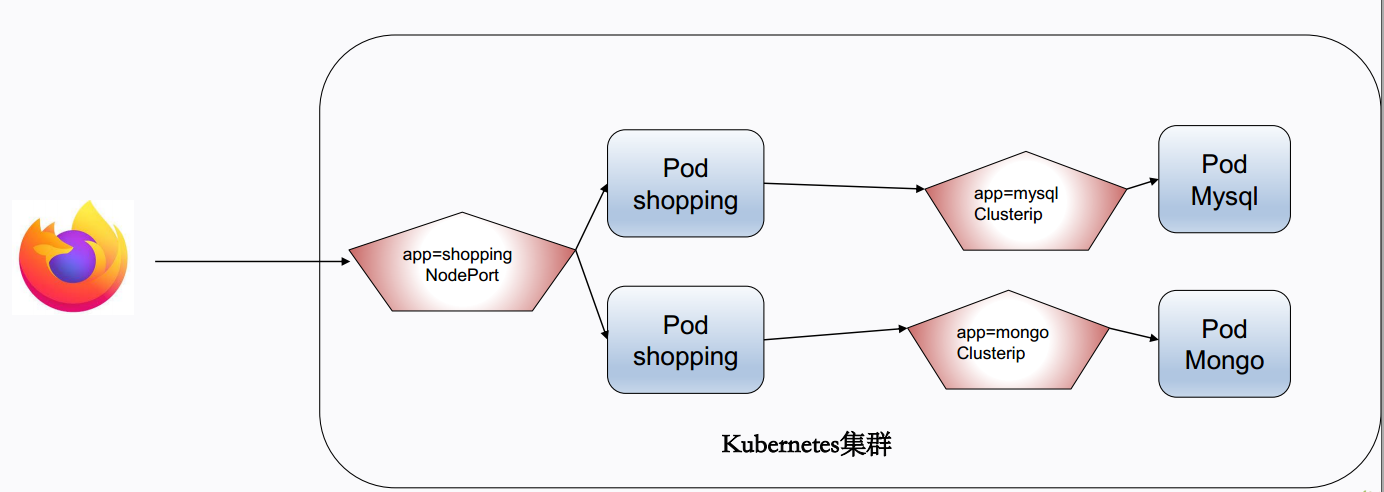 app=shopping
NodePort
Pod
shopping
Pod
shopping
app=mysql
Clusterip
app=mongo
Clusterip
Pod
Mysql
Pod
Mongo
Kubernetes集群